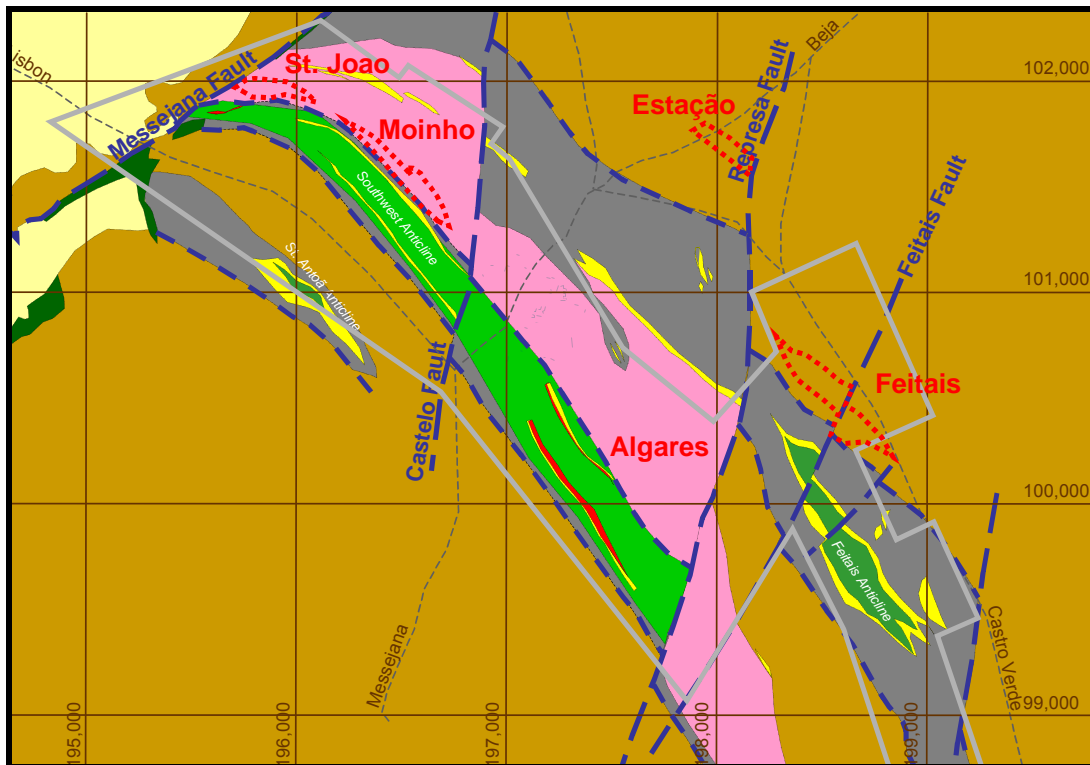 isbon
Messejana Fault
St. Joao
Moinho
Estação
Beja
Represa Fault
102,000
Southwest Anticline
St. Antoã Anticline
Feitais Fault
101,000
Castelo Fault
Feitais
Algares
100,000
Feitais Anticline
Messejana
Castro Verde
99,000
195,000
196,000
197,000
198,000
199,000